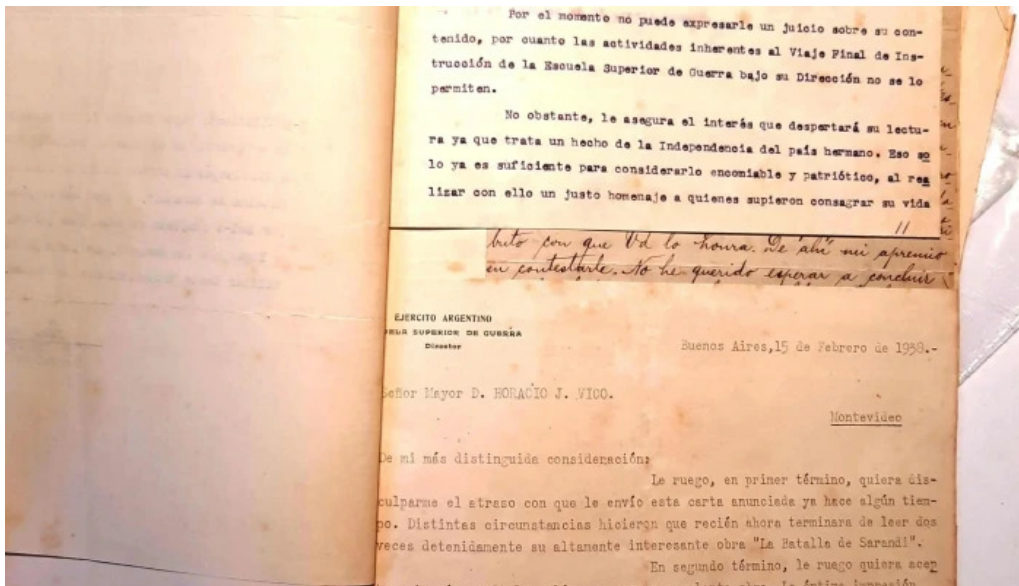 Por el momento no puede expresarle un juicio sobre su con-
tenido, por cuanto las actividades inherentes al Viaje Final de Ins-
trucción de la Escuela Superior de Guerra bajo su Dirección no se lo
permiten.
No obstante, le asegura el interés que despertará su lectu-
ra ya que trata un hecho de la Independencia del país hermano. Eso so
lo ya es suficiente para considerarlo encomiable y patriótico, al rea
lizar con ello un justo homenaje a quienes supieron consagrar su vida
11
buto con que Vd lo honra. De ahí mi apremio
en contestarle. No he querido esperar a concluir
EJERCITO ARGENTINO
ELA SUPERIOR DE GUERRA
Director
Buenos Aires, 15 de Febrero de 1938.-
Señor Mayor D. HORACIO J. VICO.
Montevideo
De mi más distinguida consideración:
Le ruego, en primer término, quiera dis-
culparme el atraso con que le envío esta carta anunciada ya hace algún tiem-
po. Distintas circunstancias hicieron que recién ahora terminara de leer dos
veces detenidamente su altamente interesante obra "La Batalla de Sarandí".
En segundo término, le ruego quiera acep